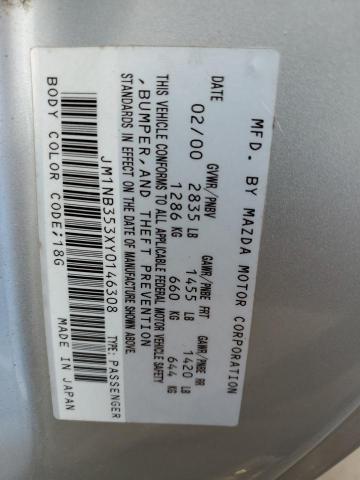 MFD. BY MAZDA MOTOR CORPORATION
DATE GVWR/PNBV GAWR/PNBE FRT GAWR/PNBE RR
02/00 2835 LB 1455 LB 1420 LB
1286 KG 660 KG 644 KG
THIS VEHICLE CONFORMS TO ALL APPLICABLE FEDERAL MOTOR VEHICLE SAFETY
,BUMPER,AND THEFT PREVENTION
STANDARDS IN EFFECT ON THE DATE OF MANUFACTURE SHOWN ABOVE.
JM1NB353XY0146308 TYPE: PASSENGER
BODY COLOR CODE:18G MADE IN JAPAN